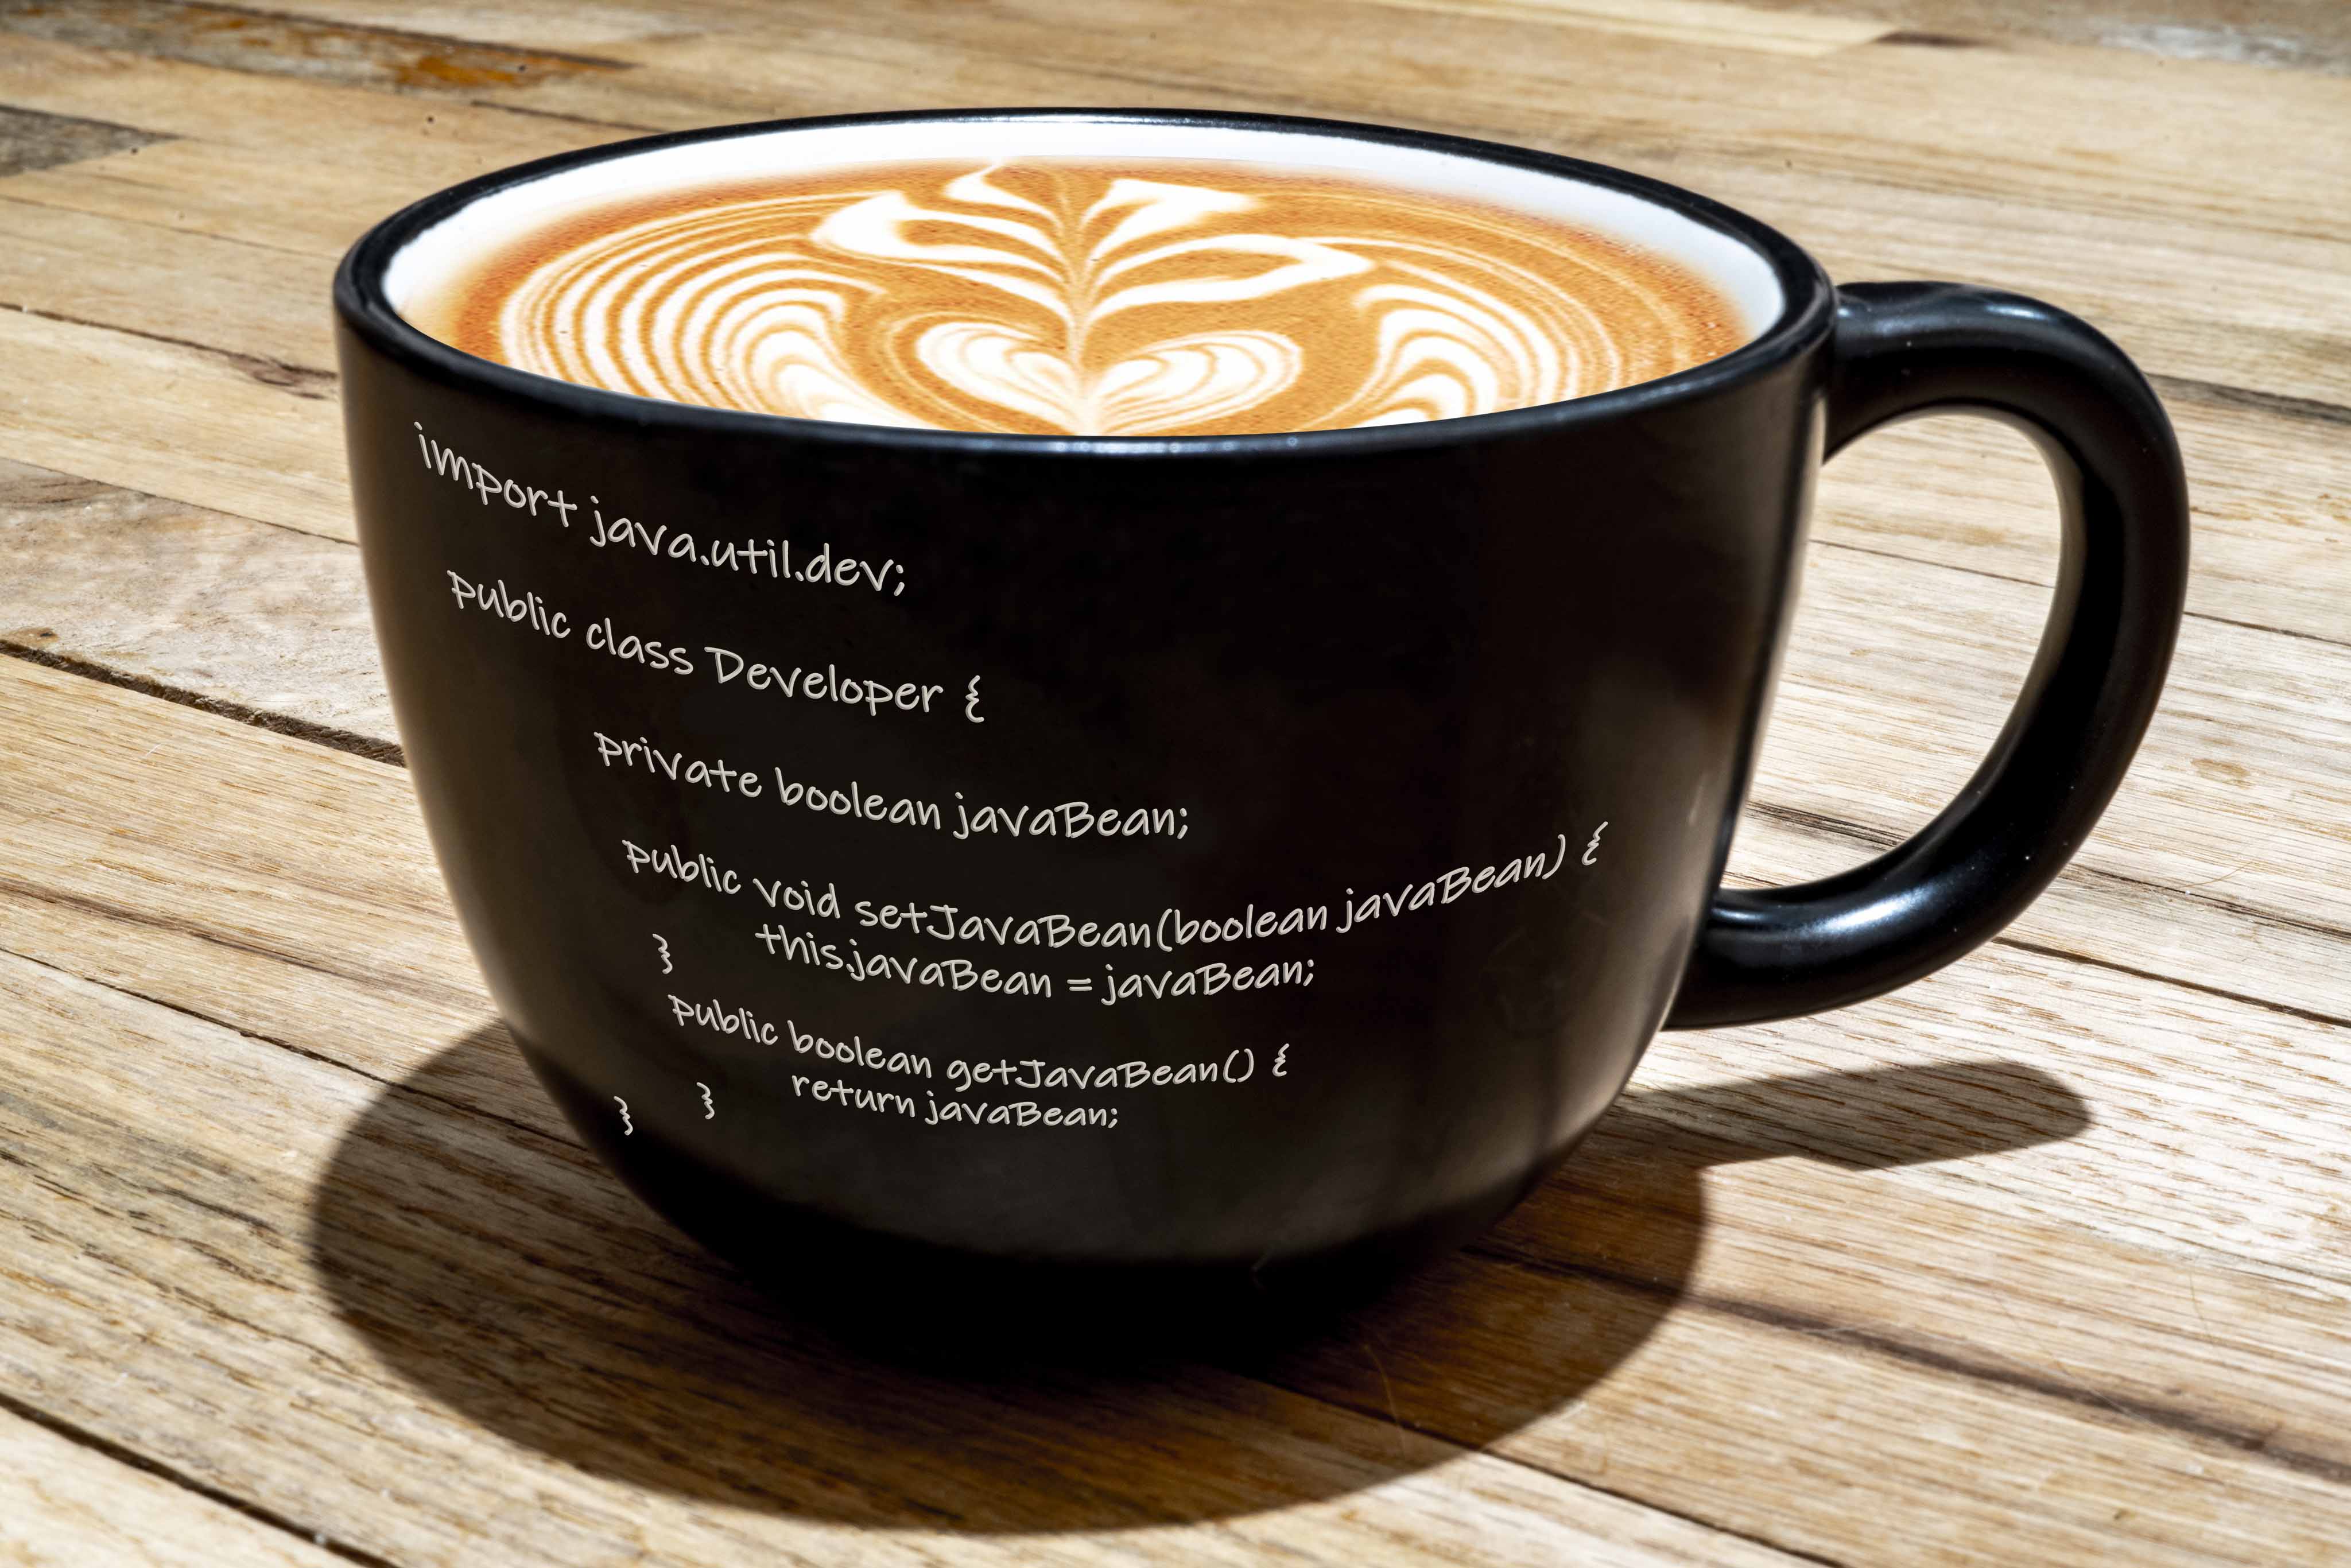 import java.util.dev;
public class Developer {
private boolean javaBean;
public void setJavaBean(boolean javaBean) {
this.javaBean = javaBean;
}
public boolean getJavaBean() {
return javaBean;
}
}